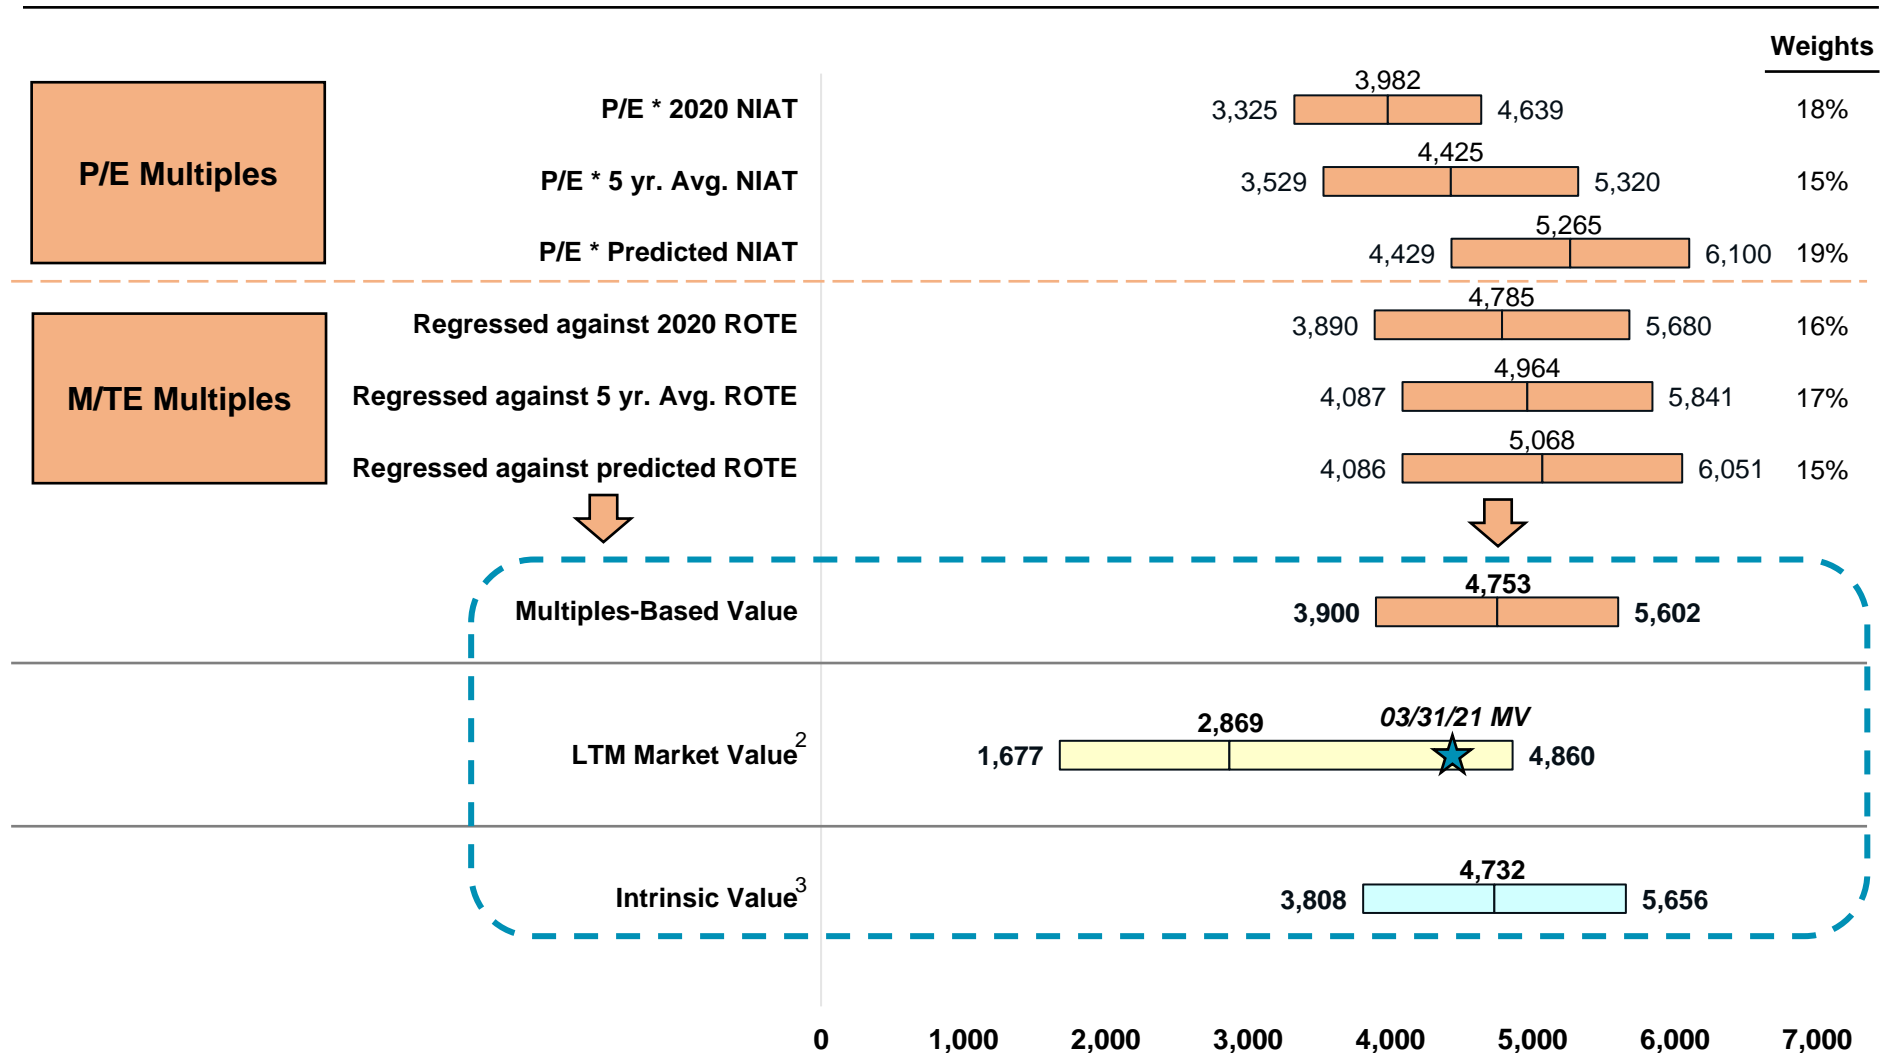 Weights
P/E Multiples
P/E * 2020 NIAT 3,325 3,982 4,639 18%
P/E * 5 yr. Avg. NIAT 3,529 4,425 5,320 15%
P/E * Predicted NIAT 4,429 5,265 6,100 19%
M/TE Multiples
Regressed against 2020 ROTE 3,890 4,785 5,680 16%
Regressed against 5 yr. Avg. ROTE 4,087 4,964 5,841 17%
Regressed against predicted ROTE 4,086 5,068 6,051 15%
Multiples-Based Value 3,900 4,753 5,602
LTM Market Value2 1,677 2,869 03/31/21 MV 4,860
Intrinsic Value3 3,808 4,732 5,656
0 1,000 2,000 3,000 4,000 5,000 6,000 7,000